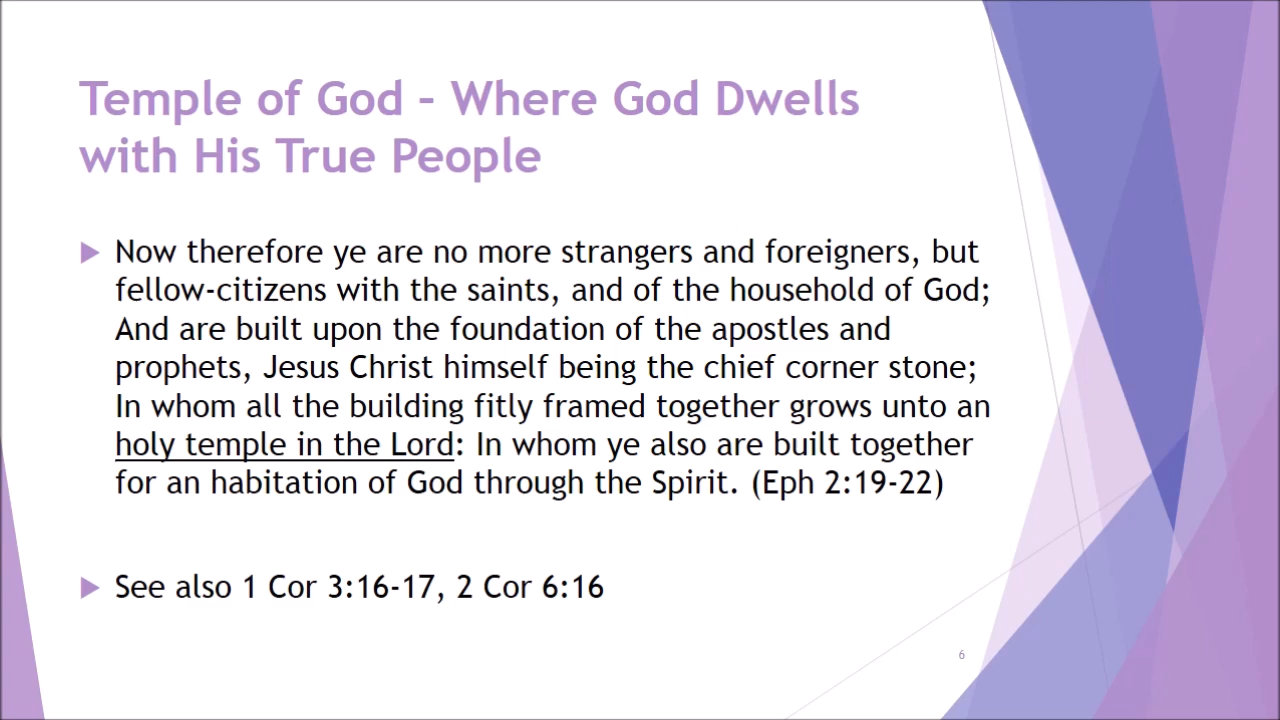 Temple of God – Where God Dwells
with His True People
Now therefore ye are no more strangers and foreigners, but
fellow-citizens with the saints, and of the household of God;
And are built upon the foundation of the apostles and
prophets, Jesus Christ himself being the chief corner stone;
In whom all the building fitly framed together grows unto an
holy temple in the Lord: In whom ye also are built together
for an habitation of God through the Spirit. (Eph 2:19-22)
See also 1 Cor 3:16-17, 2 Cor 6:16
6